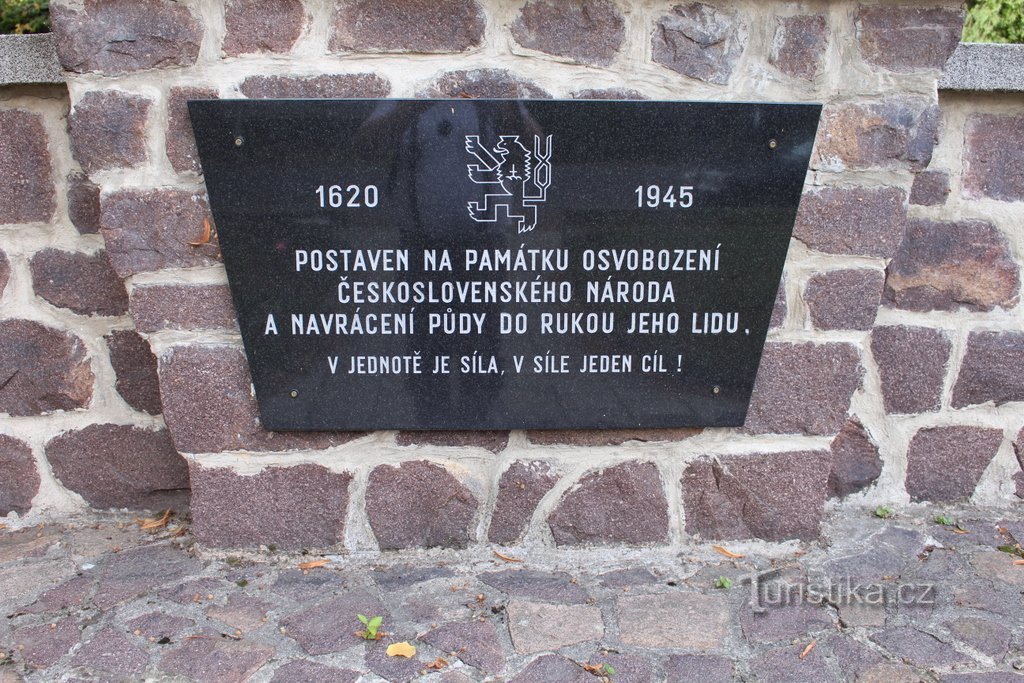 1620 1945
POSTAVEN NA PAMÁTKU OSVOBOZENÍ
ČESKOSLOVENSKÉHO NÁRODA
A NAVRÁCENÍ PŮDY DO RUKOU JEHO LIDU.
V JEDNOTĚ JE SÍLA, V SÍLE JEDEN CÍL !
Turistika.cz